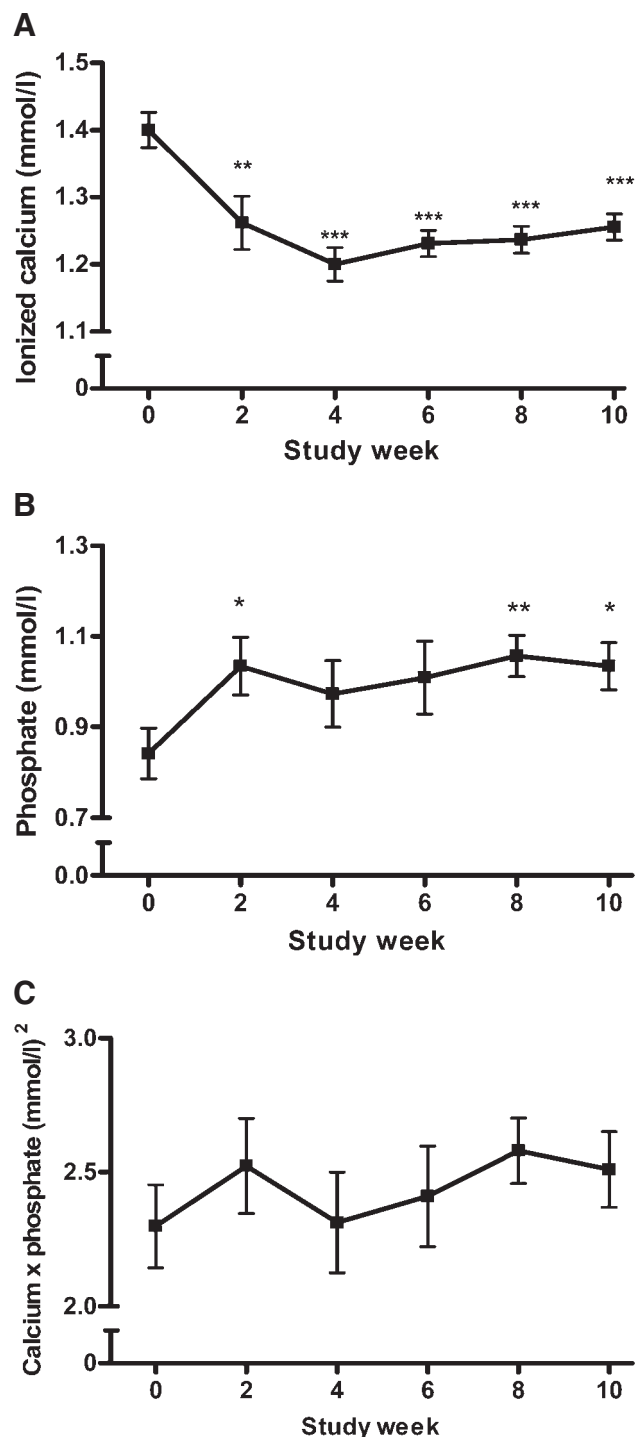 A
Ionized calcium (mmol/l)
1.5
1.4
1.3
1.2
1.1
0
**
***
***
***
***
0 2 4 6 8 10
Study week
B
Phosphate (mmol/l)
1.3
1.1
0.9
0.7
0.0
*
**
*
0 2 4 6 8 10
Study week
C
Calcium x phosphate (mmol/l)²
3.0
2.5
2.0
0
0 2 4 6 8 10
Study week